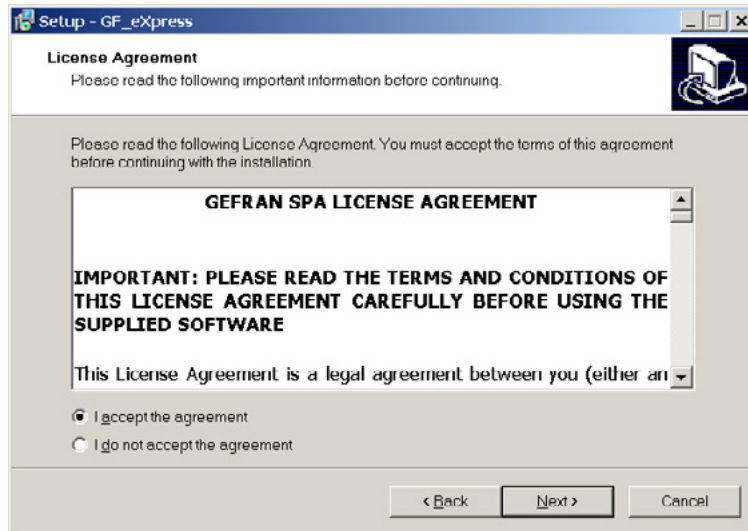 Setup - GF_eXpress
License Agreement
Please read the following important information before continuing.
Please read the following License Agreement. You must accept the terms of this agreement
before continuing with the installation.
GEFRAN SPA LICENSE AGREEMENT
IMPORTANT: PLEASE READ THE TERMS AND CONDITIONS OF
THIS LICENSE AGREEMENT CAREFULLY BEFORE USING THE
SUPPLIED SOFTWARE
This License Agreement is a legal agreement between you (either an
I accept the agreement
I do not accept the agreement
< Back Next > Cancel